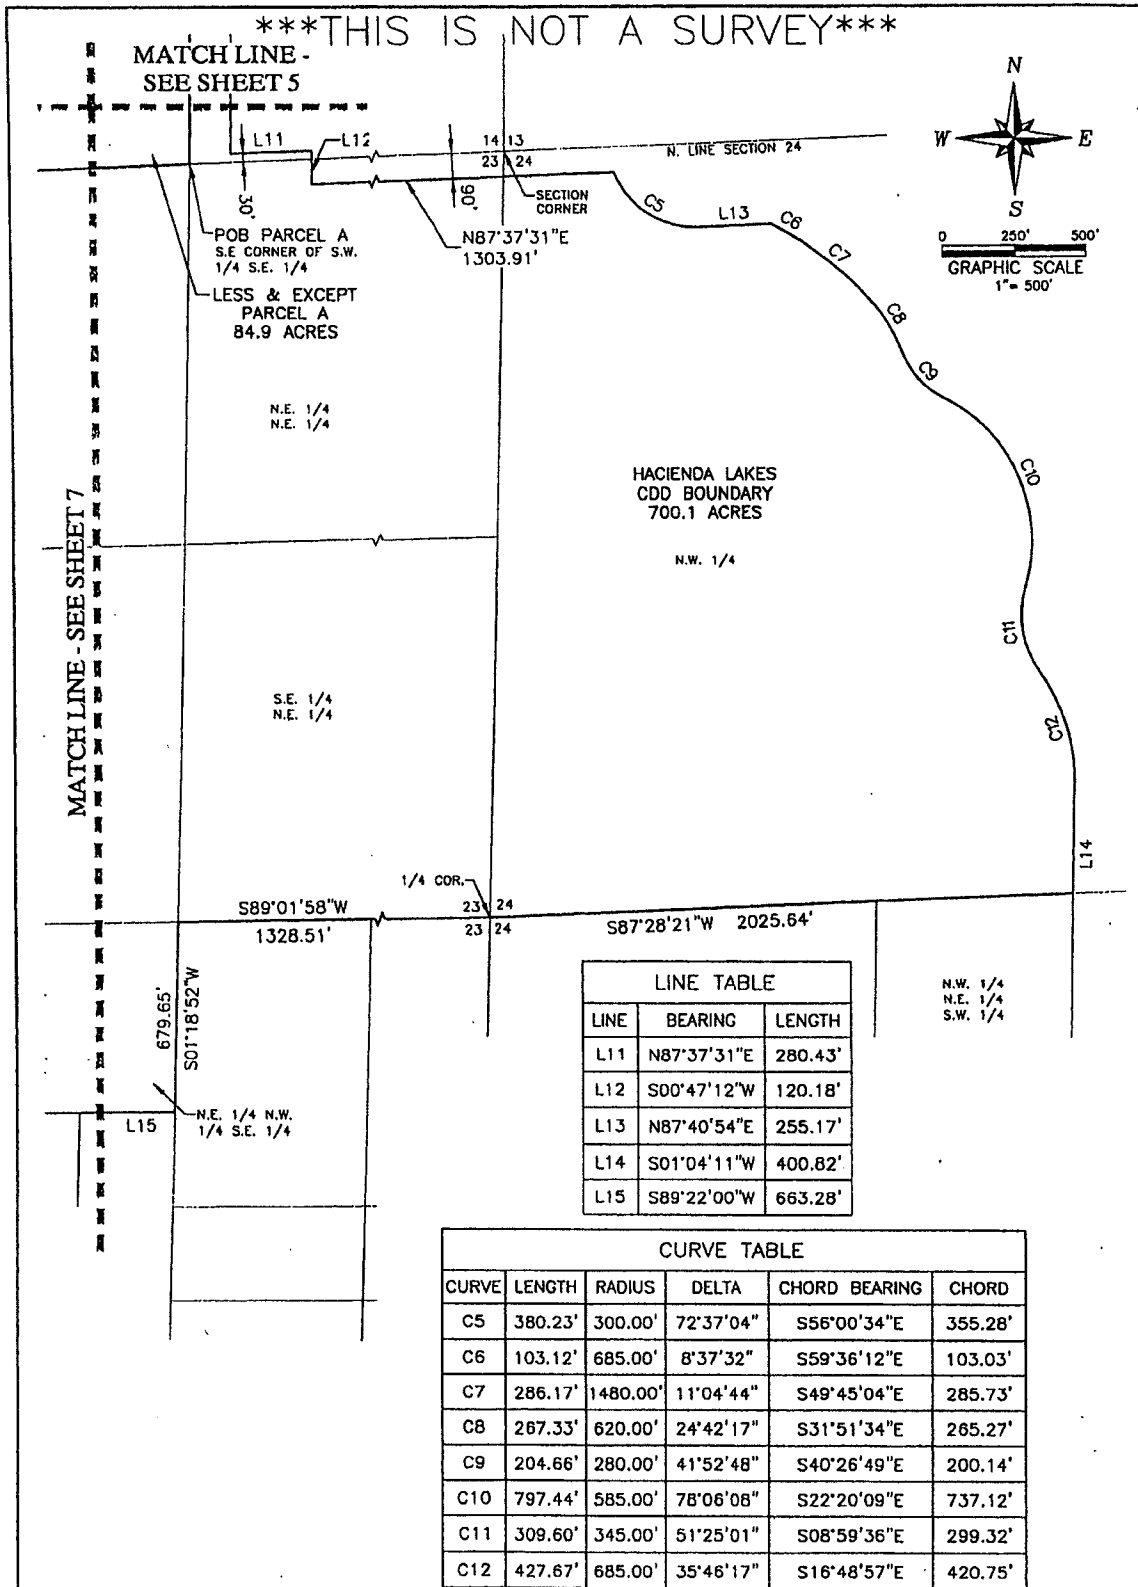 ***THIS IS NOT A SURVEY***
MATCH LINE -
SEE SHEET 5
N
W E
S
0 250' 500'
GRAPHIC SCALE
1"= 500'
L11
L12
14 13
23 24
N. LINE SECTION 24
SECTION
CORNER
30'
90'
POB PARCEL A
S.E CORNER OF S.W.
1/4 S.E. 1/4
N87°37'31"E
1303.91'
LESS & EXCEPT
PARCEL A
84.9 ACRES
C5
L13
C6
C7
C8
C9
C10
C11
C12
L14
N.E. 1/4
N.E. 1/4
HACIENDA LAKES
CDD BOUNDARY
700.1 ACRES
N.W. 1/4
MATCH LINE - SEE SHEET 7
S.E. 1/4
N.E. 1/4
1/4 COR.
23 24
23 24
S89°01'58"W
1328.51'
S87°28'21"W 2025.64'
679.65'
S01°18'52"W
N.E. 1/4 N.W.
1/4 S.E. 1/4
L15
N.W. 1/4
N.E. 1/4
S.W. 1/4
LINE TABLE
LINE BEARING LENGTH
L11 N87°37'31"E 280.43'
L12 S00°47'12"W 120.18'
L13 N87°40'54"E 255.17'
L14 S01°04'11"W 400.82'
L15 S89°22'00"W 663.28'
CURVE TABLE
CURVE LENGTH RADIUS DELTA CHORD BEARING CHORD
C5 380.23' 300.00' 72°37'04" S56°00'34"E 355.28'
C6 103.12' 685.00' 8°37'32" S59°36'12"E 103.03'
C7 286.17' 1480.00' 11°04'44" S49°45'04"E 285.73'
C8 267.33' 620.00' 24°42'17" S31°51'34"E 265.27'
C9 204.66' 280.00' 41°52'48" S40°26'49"E 200.14'
C10 797.44' 585.00' 78°06'08" S22°20'09"E 737.12'
C11 309.60' 345.00' 51°25'01" S08°59'36"E 299.32'
C12 427.67' 685.00' 35°46'17" S16°48'57"E 420.75'